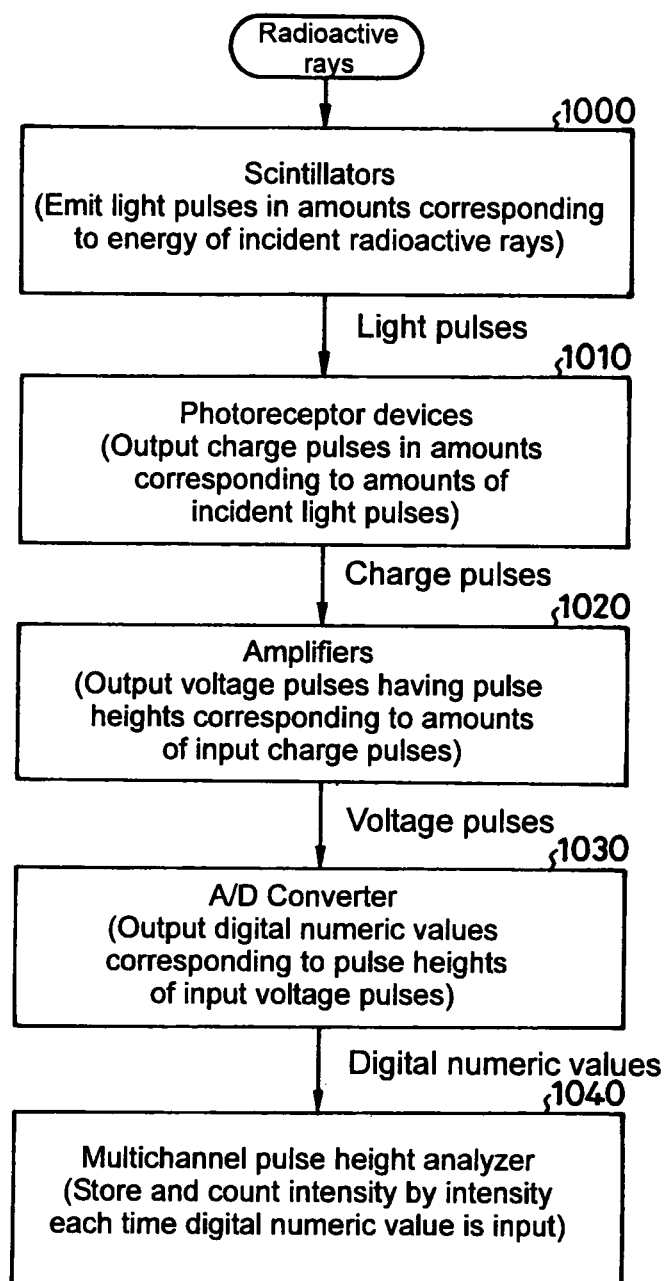 Radioactive
rays
1000
Scintillators
(Emit light pulses in amounts corresponding
to energy of incident radioactive rays)
Light pulses
1010
Photoreceptor devices
(Output charge pulses in amounts
corresponding to amounts of
incident light pulses)
Charge pulses
1020
Amplifiers
(Output voltage pulses having pulse
heights corresponding to amounts
of input charge pulses)
Voltage pulses
1030
A/D Converter
(Output digital numeric values
corresponding to pulse heights
of input voltage pulses)
Digital numeric values
1040
Multichannel pulse height analyzer
(Store and count intensity by intensity
each time digital numeric value is input)